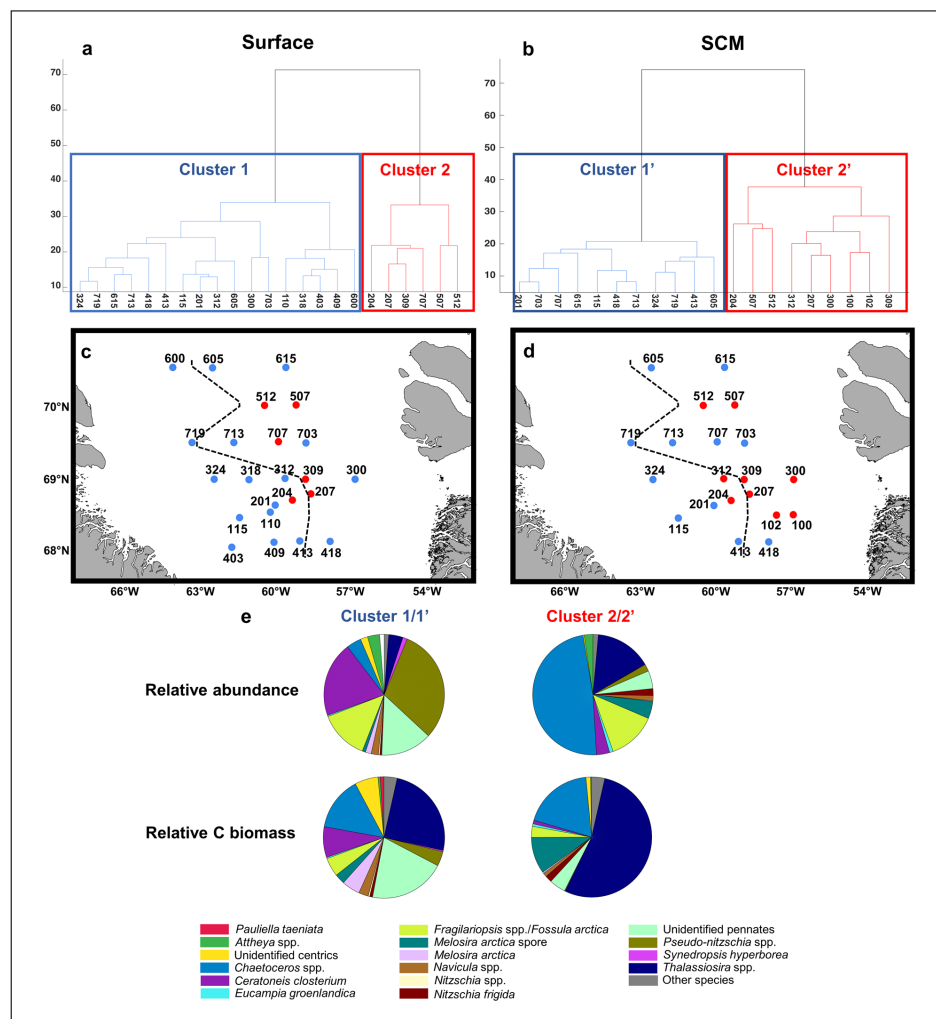 Surface
SCM
a
b
70
60
50
40
30
20
10
Cluster 1
Cluster 2
324 719 615 713 418 413 115 201 312 605 300 703 110 318 403 409 600 204 207 309 707 507 512
70
60
50
40
30
20
10
Cluster 1’
Cluster 2’
201 703 707 615 115 418 713 324 719 413 605 204 507 512 312 207 300 100 102 309
c
600 605 615
512 507
70°N
719 713 707 703
324 318 312 309 300
69°N
201 204 207
115 110
403 409 413 418
68°N
66°W 63°W 60°W 57°W 54°W
d
605 615
512 507
719 713 707 703
324 312 309 300
201 204 207
115 102 100
413 418
66°W 63°W 60°W 57°W 54°W
e
Cluster 1/1’
Cluster 2/2’
Relative abundance
Relative C biomass
Pauliella taeniata
Attheya spp.
Unidentified centrics
Chaetoceros spp.
Ceratoneis closterium
Eucampia groenlandica
Fragilariopsis spp./Fossula arctica
Melosira arctica spore
Melosira arctica
Navicula spp.
Nitzschia spp.
Nitzschia frigida
Unidentified pennates
Pseudo-nitzschia spp.
Synedropsis hyperborea
Thalassiosira spp.
Other species